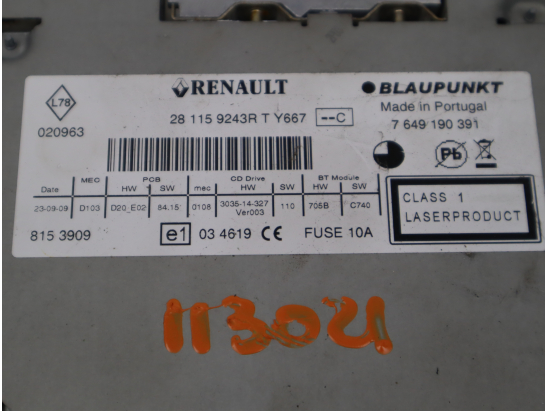 L78
020963
RENAULT
28 115 9243R T Y667 --C
BLAUPUNKT
Made in Portugal
7 649 190 391
Pb
MEC PCB CD Drive BT Module
Date HW SW mec HW SW HW SW
23-09-09 D103 D20_E02 84.15 0108 3035-14-327 Ver003 110 705B C740
CLASS 1
LASERPRODUCT
815 3909 e1 03 4619 CE FUSE 10A
113021